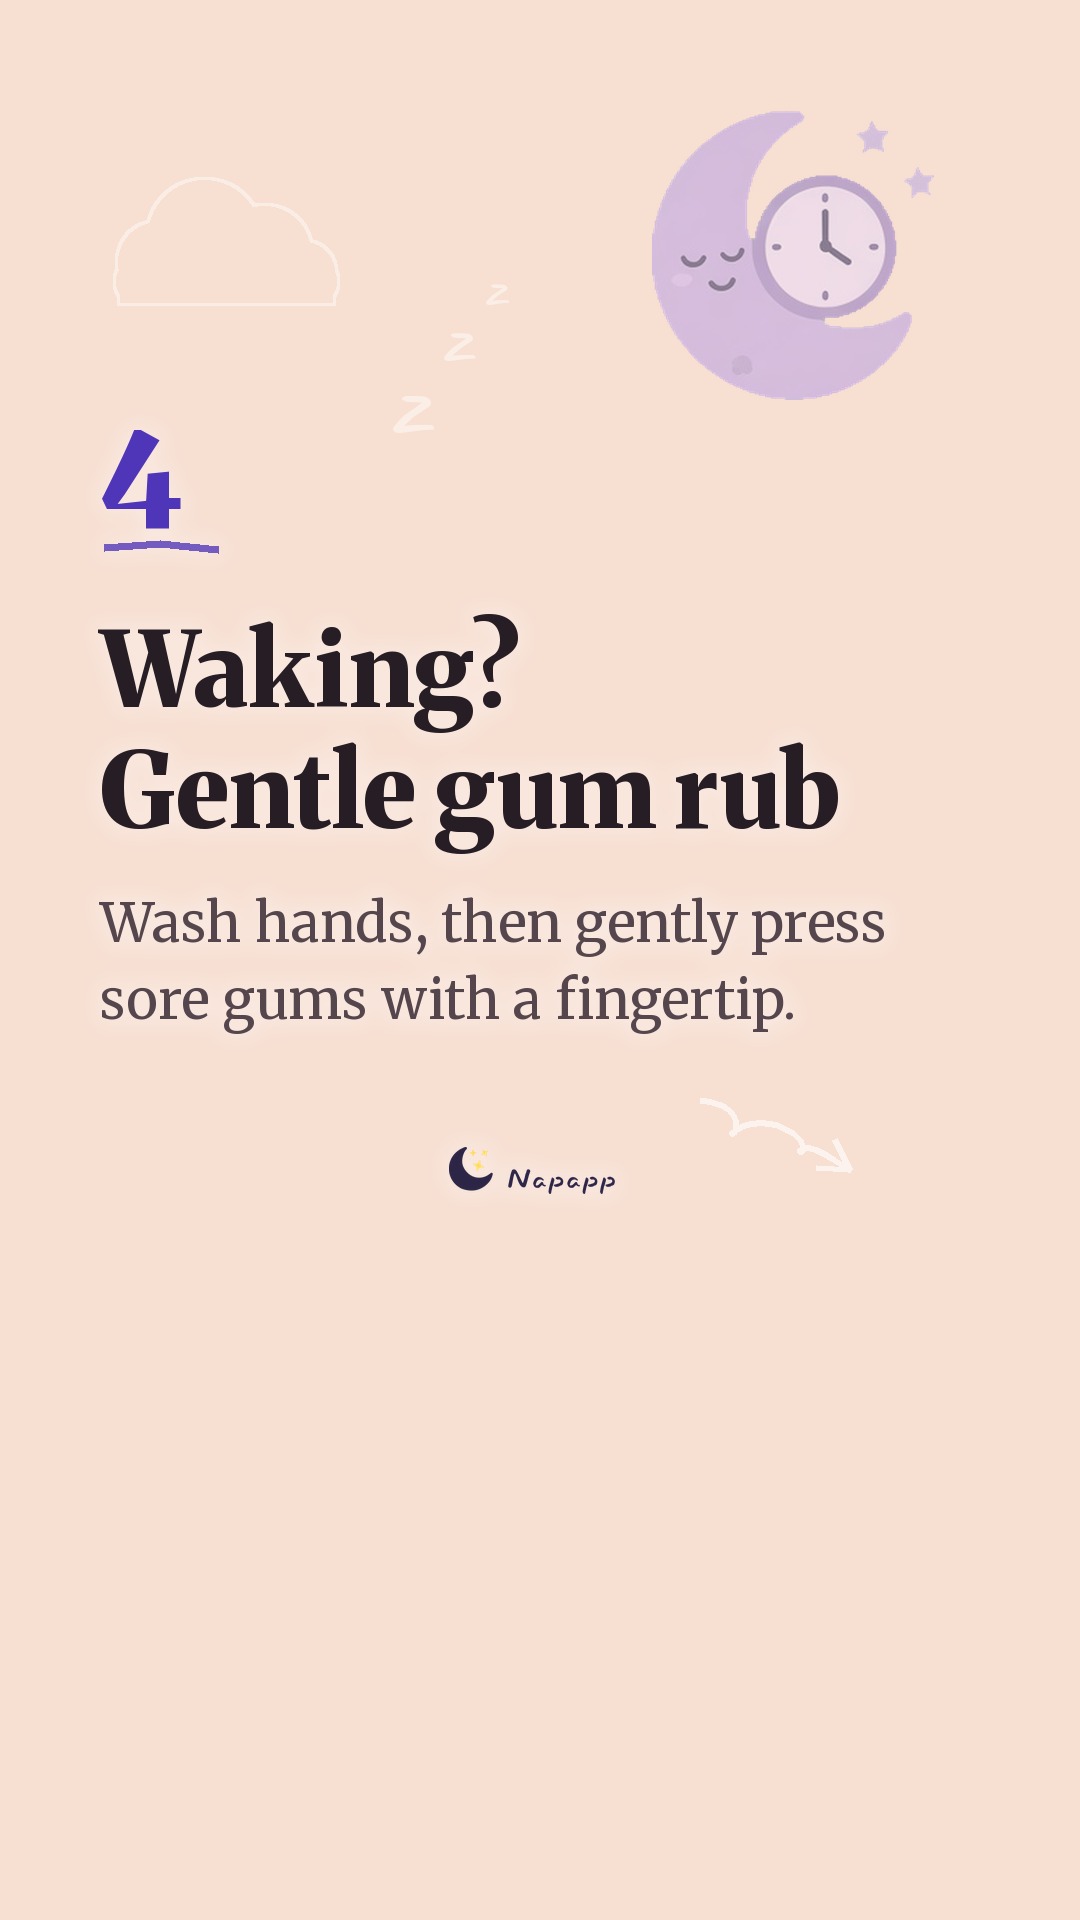 z
z
z
4
Waking?
Gentle gum rub
Wash hands, then gently press
sore gums with a fingertip.
Napapp